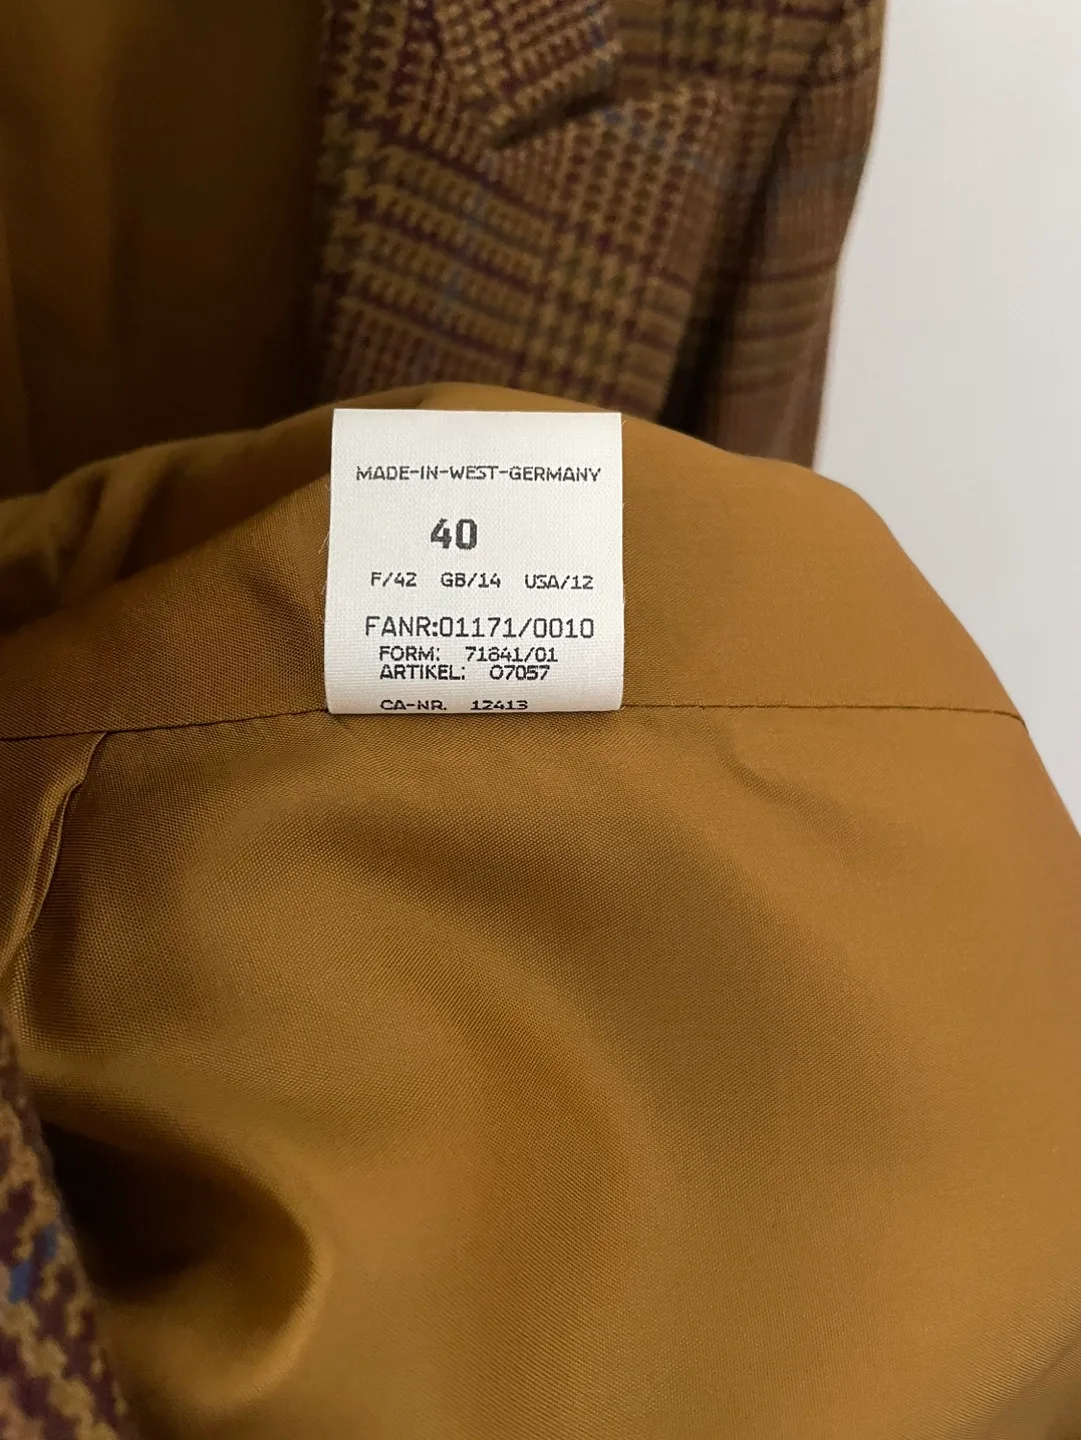 MADE-IN-WEST-GERMANY
40
F/42 GB/14 USA/12
FANR:01171/0010
FORM: 71841/01
ARTIKEL: 07057
CA-NR. 12413